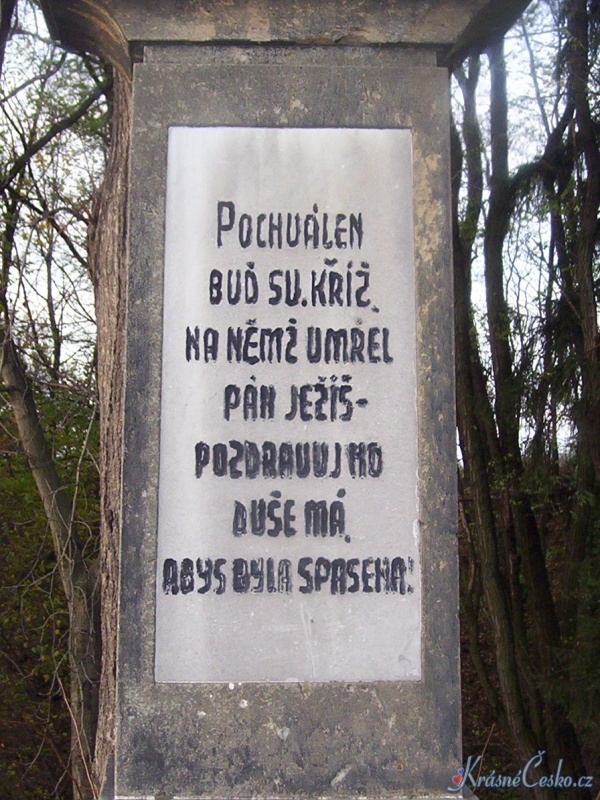 POCHVÁLEN
BUĎ SV. KŘÍŽ,
NA NĚMŽ UMŘEL
PÁN JEŽÍŠ-
POZDRAVUJ HO
DUŠE MÁ,
ABYS BYLA SPASENA!
KrásnéČesko.cz